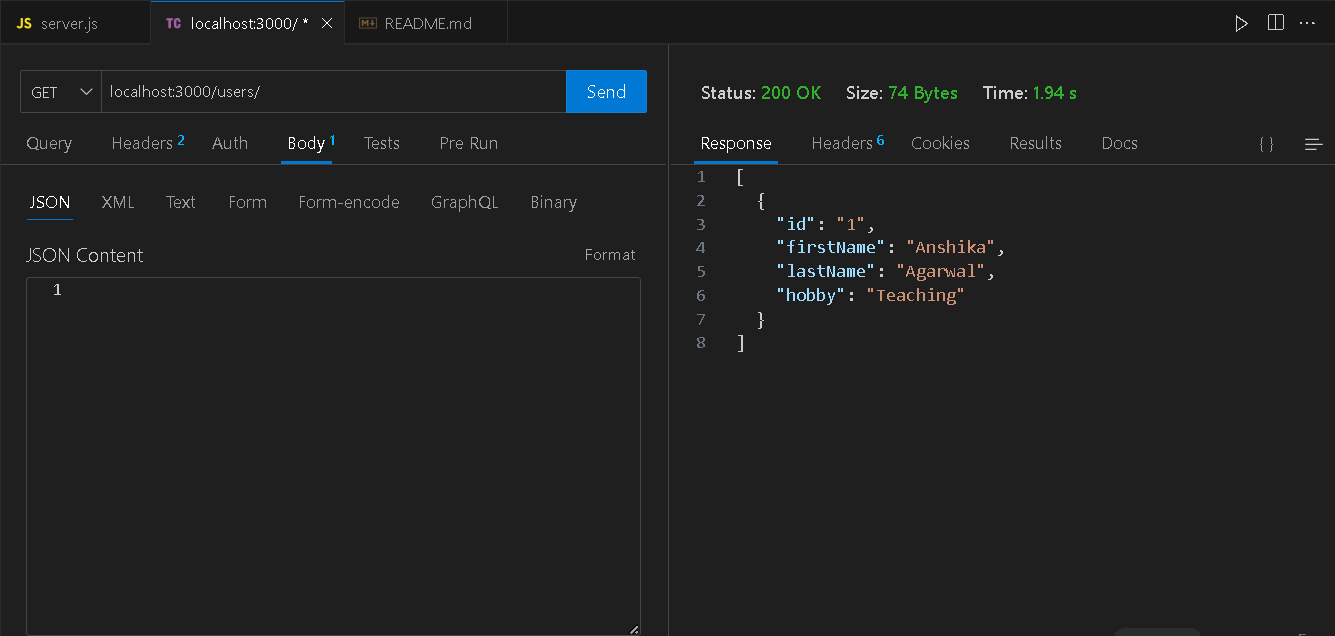 JS server.js TC localhost:3000/ * M↓ README.md
GET localhost:3000/users/ Send
Status: 200 OK Size: 74 Bytes Time: 1.94 s
Query Headers 2 Auth Body 1 Tests Pre Run
Response Headers 6 Cookies Results Docs { }
JSON XML Text Form Form-encode GraphQL Binary
JSON Content Format
1
1 [
2 {
3 "id": "1",
4 "firstName": "Anshika",
5 "lastName": "Agarwal",
6 "hobby": "Teaching"
7 }
8 ]